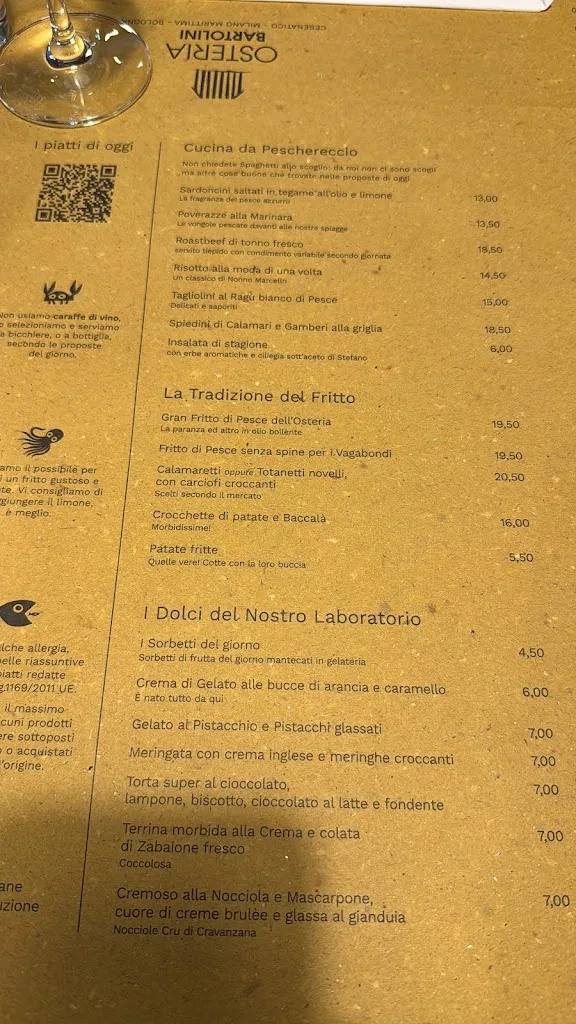 CESENATICO - MILANO MARITTIMA - BOLOGNA
OSTERIA
BARTOLINI
I piatti di oggi
Non usiamo caraffe di vino,
selezioniamo e serviamo
a bicchiere, o a bottiglia,
secondo le proposte
del giorno.
amo il possibile per
i un fritto gustoso e
te. Vi consigliamo di
giungere il limone,
è meglio.
lche allergia,
elle riassuntive
iatti redatte
g.1169/2011 UE.
il massimo
cuni prodotti
ere sottoposti
o o acquistati
l'origine.
ane
uzione
Cucina da Peschereccio
Non chiedete Spaghetti allo scoglio: da noi non ci sono scogli
ma altre cose buone che trovate nelle proposte di oggi
Sardoncini saltati in tegame all'olio e limone 13,00
La fragranza del pesce azzurro
Poverazze alla Marinara 13,50
Le vongole pescate davanti alle nostre spiagge
Roastbeef di tonno fresco 18,50
servito tiepido con condimento variabile secondo giornata
Risotto alla moda di una volta 14,50
Un classico di Nonno Marcelin
Tagliolini al Ragù bianco di Pesce 15,00
Delicati e saporiti
Spiedini di Calamari e Gamberi alla griglia 18,50
Insalata di stagione 6,00
con erbe aromatiche e ciliegia sott'aceto di Stefano
La Tradizione del Fritto
Gran Fritto di Pesce dell'Osteria 19,50
La paranza ed altro in olio bollente
Fritto di Pesce senza spine per i Vagabondi 19,50
Calamaretti oppure Totanetti novelli, 20,50
con carciofi croccanti
Scelti secondo il mercato
Crocchette di patate e Baccalà 16,00
Morbidissime!
Patate fritte 5,50
Quelle vere! Cotte con la loro buccia
I Dolci del Nostro Laboratorio
I Sorbetti del giorno 4,50
Sorbetti di frutta del giorno mantecati in gelateria
Crema di Gelato alle bucce di arancia e caramello 6,00
È nato tutto da qui
Gelato al Pistacchio e Pistacchi glassati 7,00
Meringata con crema inglese e meringhe croccanti 7,00
Torta super al cioccolato, 7,00
lampone, biscotto, cioccolato al latte e fondente
Terrina morbida alla Crema e colata 7,00
di Zabaione fresco
Coccolosa
Cremoso alla Nocciola e Mascarpone, 7,00
cuore di creme brulèe e glassa al gianduia
Nocciole Cru di Cravanzana